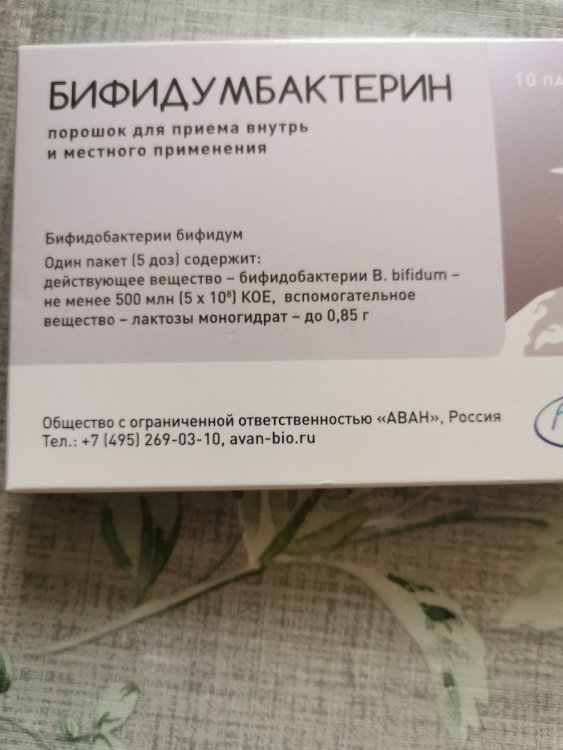 БИФИДУМБАКТЕРИН
10
порошок для приема внутрь
и местного применения
Бифидобактерии бифидум
Один пакет (5 доз) содержит:
действующее вещество – бифидобактерии B. bifidum –
не менее 500 млн (5 x 10⁸) КОЕ, вспомогательное
вещество – лактозы моногидрат – до 0,85 г
Общество с ограниченной ответственностью «АВАН», Россия
Тел.: +7 (495) 269-03-10, avan-bio.ru